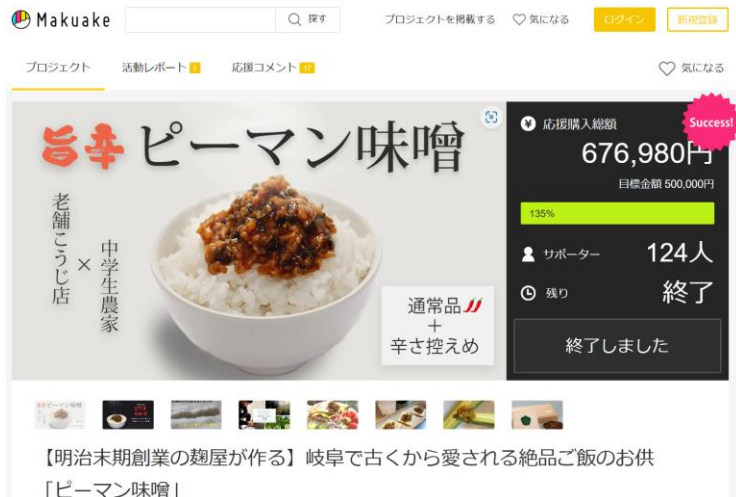 Makuake
探す
プロジェクトを掲載する
気になる
ログイン
新規登録
プロジェクト
活動レポート 5
応援コメント 17
気になる
旨辛ピーマン味噌
老舗こうじ店
×
中学生農家
通常品
+
辛さ控えめ
応援購入総額
Success!
676,980円
目標金額 500,000円
135%
サポーター
124人
残り
終了
終了しました
【明治末期創業の麹屋が作る】岐阜で古くから愛される絶品ご飯のお供
「ピーマン味噌」